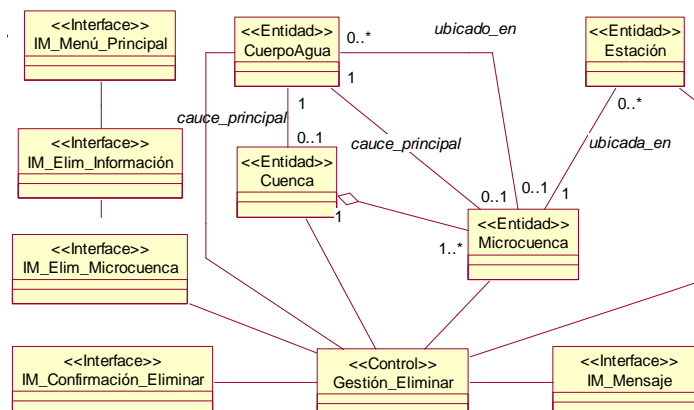 <<Interface>>
IM_Menú_Principal
<<Entidad>>
CuerpoAgua
0..*
ubicado_en
<<Entidad>>
Estación
1
1
0..*
cauce_principal
<<Interface>>
IM_Elim_Información
0..1
cauce_principal
ubicada_en
<<Entidad>>
Cuenca
0..1
0..1
1
1
<<Entidad>>
Microcuenca
1..*
<<Interface>>
IM_Elim_Microcuenca
<<Interface>>
IM_Confirmación_Eliminar
<<Control>>
Gestión_Eliminar
<<Interface>>
IM_Mensaje